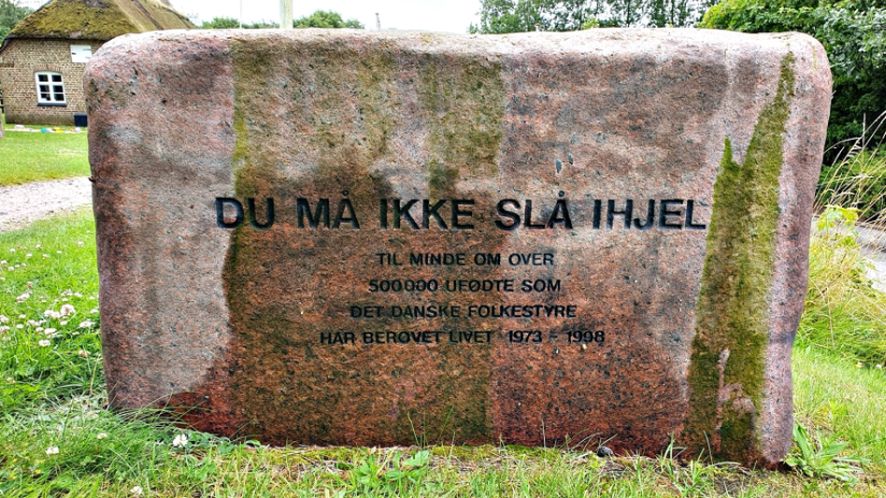 DU MÅ IKKE SLÅ IHJEL
TIL MINDE OM OVER
500000 UFØDTE SOM
DET DANSKE FOLKESTYRE
HAR BERØVET LIVET 1973 - 1998